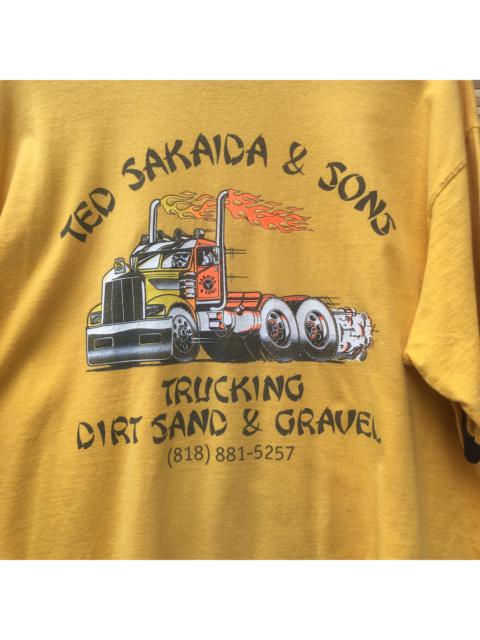 TED SAKAIDA & SONS
TRUCKING
DIRT SAND & GRAVEL
(818) 881-5257